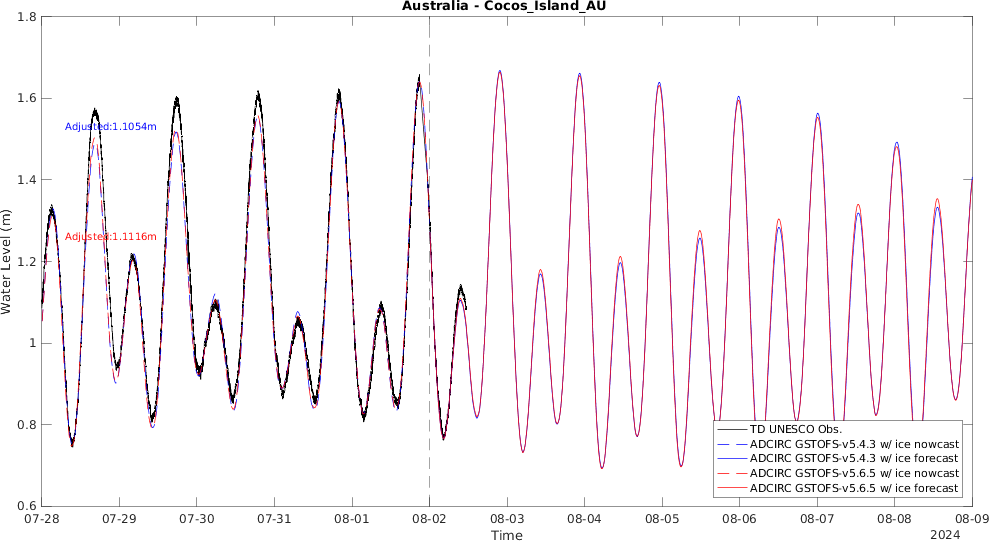 Australia - Cocos_Island_AU
1.8
1.6
1.4
1.2
1
0.8
0.6
Water Level (m)
Adjusted:1.1054m
Adjusted:1.1116m
TD UNESCO Obs.
ADCIRC GSTOFS-v5.4.3 w/ ice nowcast
ADCIRC GSTOFS-v5.4.3 w/ ice forecast
ADCIRC GSTOFS-v5.6.5 w/ ice nowcast
ADCIRC GSTOFS-v5.6.5 w/ ice forecast
07-28 07-29 07-30 07-31 08-01 08-02 08-03 08-04 08-05 08-06 08-07 08-08 08-09
Time
2024